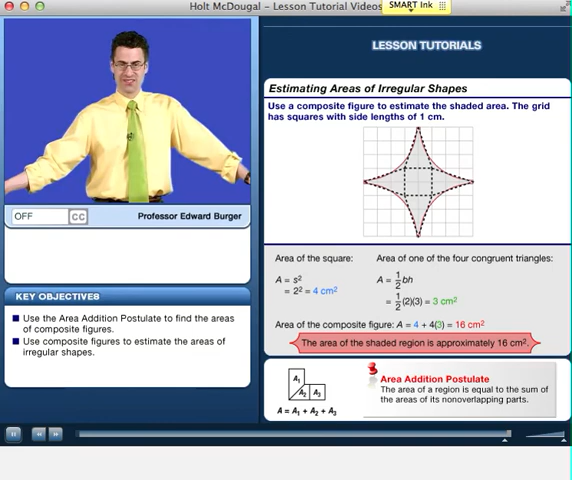 Holt McDougal - Lesson Tutorial Videos
SMART Ink
LESSON TUTORIALS
Estimating Areas of Irregular Shapes
Use a composite figure to estimate the shaded area. The grid
has squares with side lengths of 1 cm.
OFF CC Professor Edward Burger
KEY OBJECTIVES
Use the Area Addition Postulate to find the areas
of composite figures.
Use composite figures to estimate the areas of
irregular shapes.
Area of the square:
A = s²
= 2² = 4 cm²
Area of one of the four congruent triangles:
A = 1/2 bh
= 1/2 (2)(3) = 3 cm²
Area of the composite figure: A = 4 + 4(3) = 16 cm²
The area of the shaded region is approximately 16 cm².
A₁
A₂ A₃
A = A₁ + A₂ + A₃
Area Addition Postulate
The area of a region is equal to the sum of
the areas of its nonoverlapping parts.